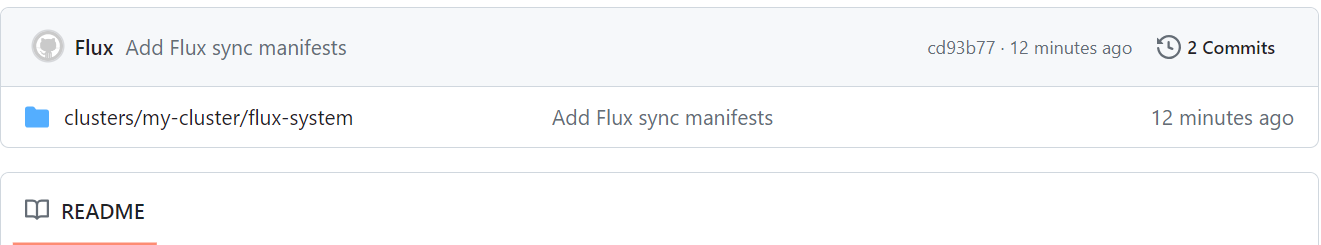 Flux Add Flux sync manifests cd93b77 · 12 minutes ago 2 Commits
clusters/my-cluster/flux-system Add Flux sync manifests 12 minutes ago
README